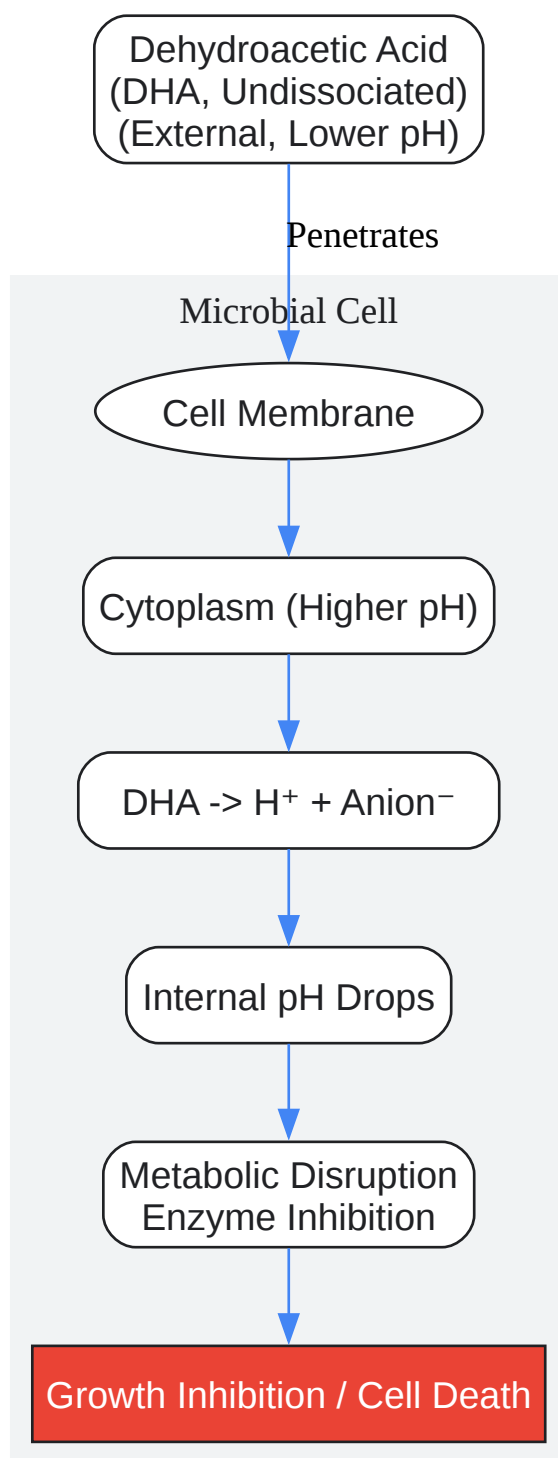 Dehydroacetic Acid
(DHA, Undissociated)
(External, Lower pH)
Penetrates
Microbial Cell
Cell Membrane
Cytoplasm (Higher pH)
DHA -> H⁺ + Anion⁻
Internal pH Drops
Metabolic Disruption
Enzyme Inhibition
Growth Inhibition / Cell Death